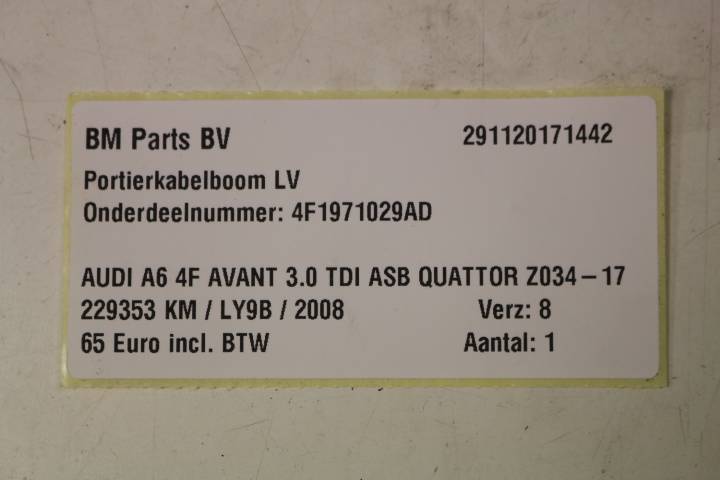 BM Parts BV 291120171442
Portierkabelboom LV
Onderdeelnummer: 4F1971029AD
AUDI A6 4F AVANT 3.0 TDI ASB QUATTOR Z034-17
229353 KM / LY9B / 2008 Verz: 8
65 Euro incl. BTW Aantal: 1